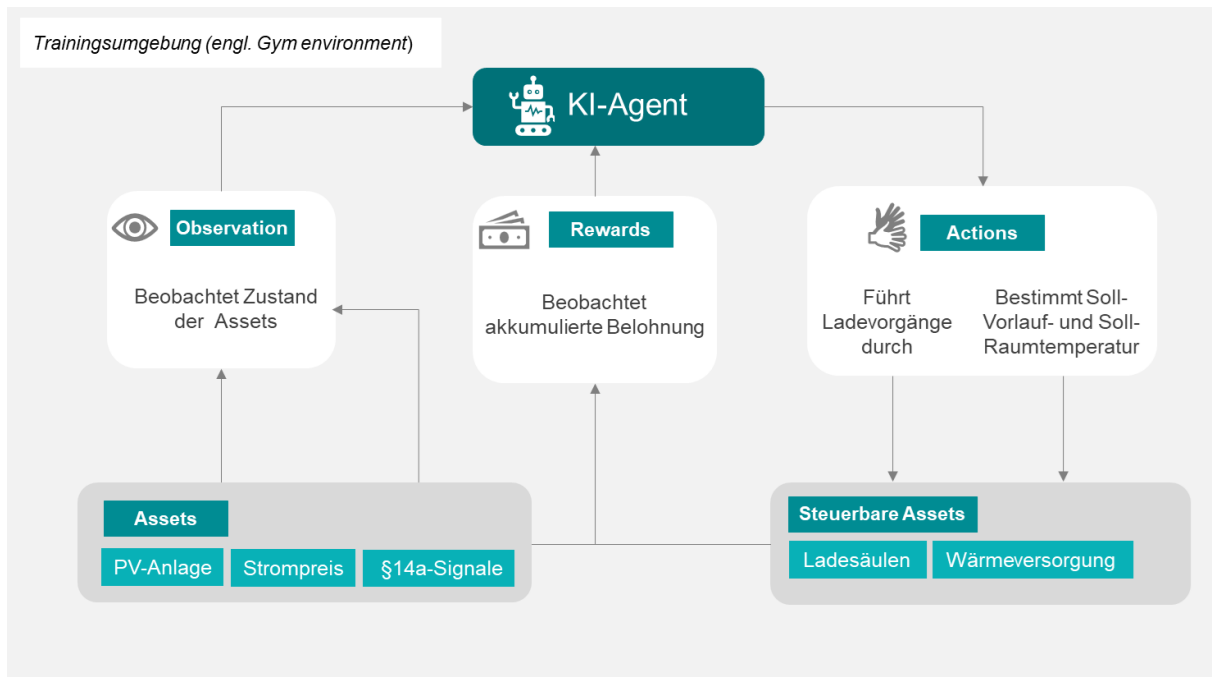 Trainingsumgebung (engl. Gym environment)
KI-Agent
Observation
Beobachtet Zustand
der Assets
Rewards
Beobachtet
akkumulierte Belohnung
Actions
Führt
Ladevorgänge
durch
Bestimmt Soll-
Vorlauf- und Soll-
Raumtemperatur
Assets
PV-Anlage
Strompreis
§14a-Signale
Steuerbare Assets
Ladesäulen
Wärmeversorgung